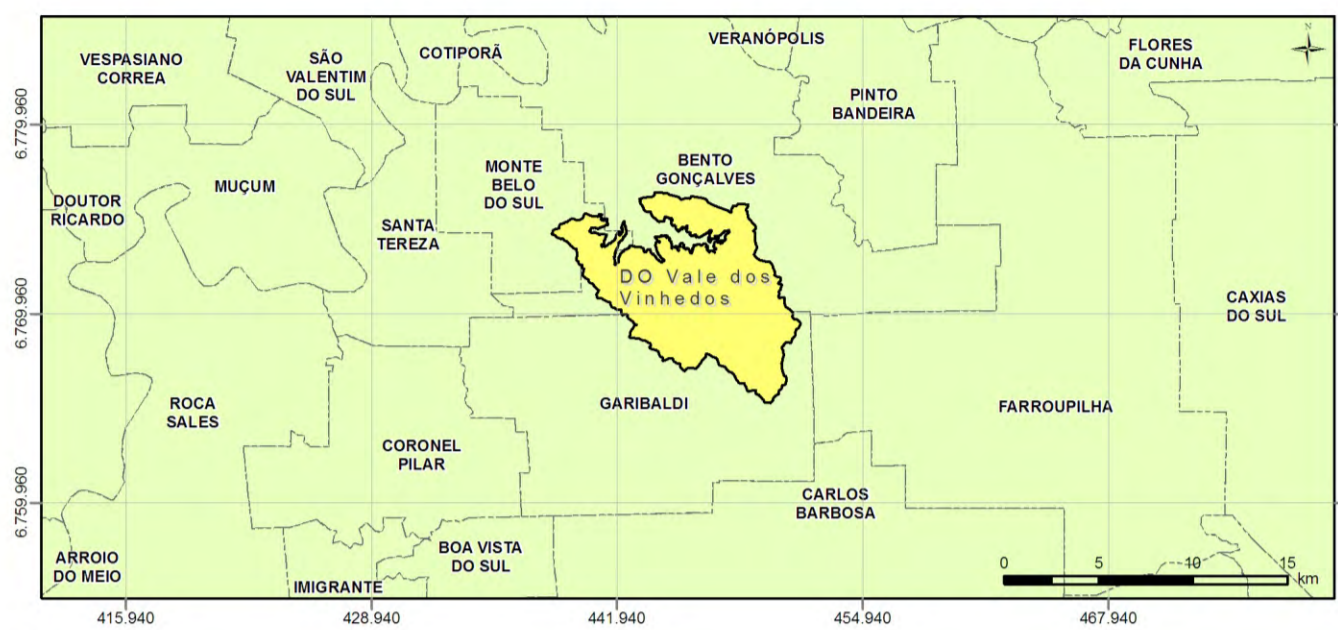 VESPASIANO
CORREA
SÃO
VALENTIM
DO SUL
COTIPORÃ
VERANÓPOLIS
FLORES
DA CUNHA
N
PINTO
BANDEIRA
6.779.960
MUÇUM
DOUTOR
RICARDO
MONTE
BELO
DO SUL
BENTO
GONÇALVES
SANTA
TEREZA
DO Vale dos
Vinhedos
CAXIAS
DO SUL
6.769.960
ROCA
SALES
GARIBALDI
FARROUPILHA
CORONEL
PILAR
6.759.960
CARLOS
BARBOSA
ARROIO
DO MEIO
BOA VISTA
DO SUL
IMIGRANTE
0 5 10 15
km
415.940 428.940 441.940 454.940 467.940